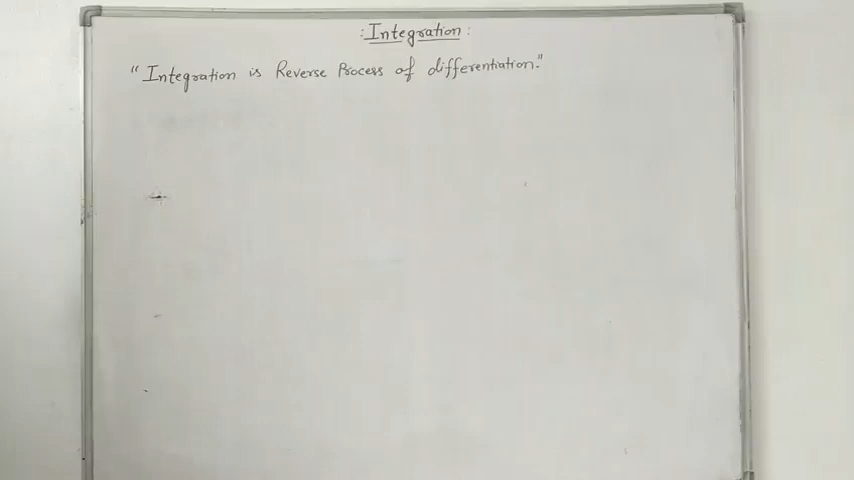 : Integration :
" Integration is Reverse Process of differentiation."